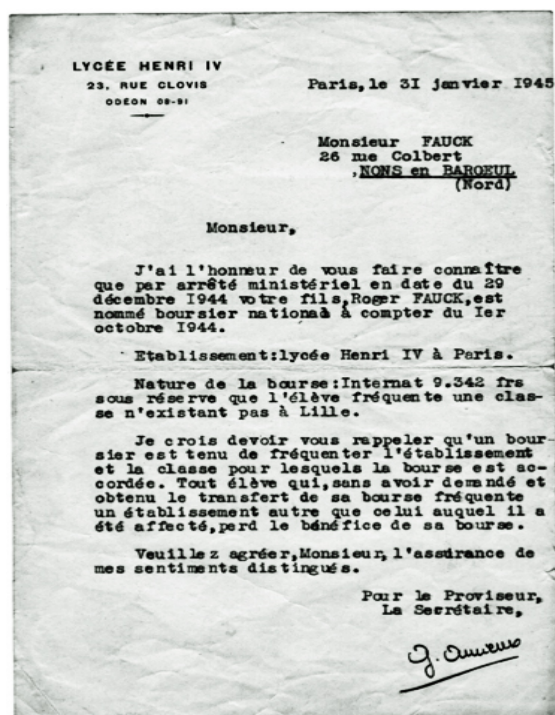 LYCÉE HENRI IV
23, RUE CLOVIS
ODÉON 08-91
Paris,le 3I janvier 1945
Monsieur FAUCK
26 rue Colbert
,NONS en BAROEUL
(Nord)
Monsieur,
J'ai l'honneur de vous faire connaître
que par arrêté ministériel en date du 29
décembre 1944 votre fils,Roger FAUCK,est
nommé boursier national à compter du Ier
octobre I944.
Etablissement:lycée Henri IV à Paris.
Nature de la bourse:Internat 9.342 frs
sous réserve que l'élève fréquente une clas-
se n'existant pas à Lille.
Je crois devoir vous rappeler qu'un bour-
sier est tenu de fréquenter l'établissement
et la classe pour lesquels la bourse est ac-
cordée. Tout élève qui,sans avoir demandé et
obtenu le transfert de sa bourse fréquente
un établissement autre que celui auquel il a
été affecté,perd le bénéfice de sa bourse.
Veuillez agréer,Monsieur,l'assurance de
mes sentiments distingués.
Pour le Proviseur,
La Secrétaire,